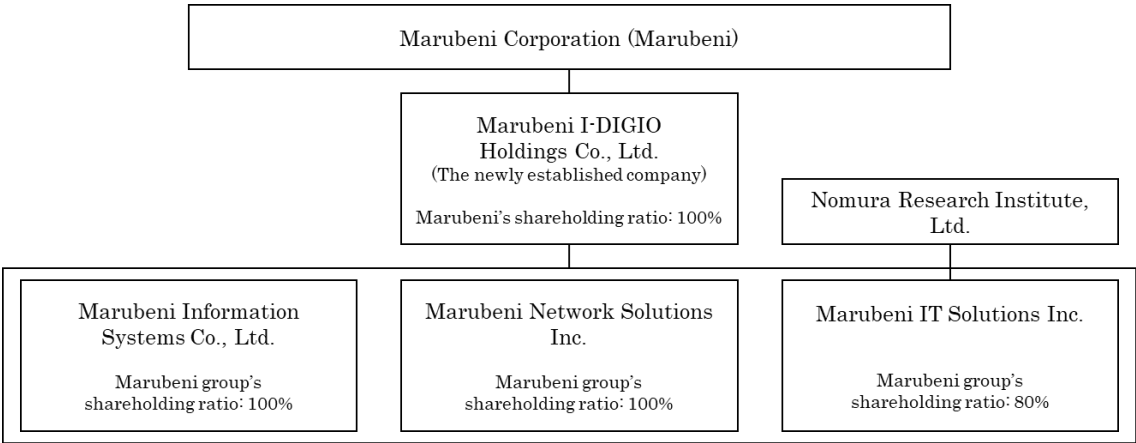 Marubeni Corporation (Marubeni)
Marubeni I-DIGIO
Holdings Co., Ltd.
(The newly established company)
Marubeni’s shareholding ratio: 100%
Nomura Research Institute,
Ltd.
Marubeni Information
Systems Co., Ltd.
Marubeni group’s
shareholding ratio: 100%
Marubeni Network Solutions
Inc.
Marubeni group’s
shareholding ratio: 100%
Marubeni IT Solutions Inc.
Marubeni group’s
shareholding ratio: 80%